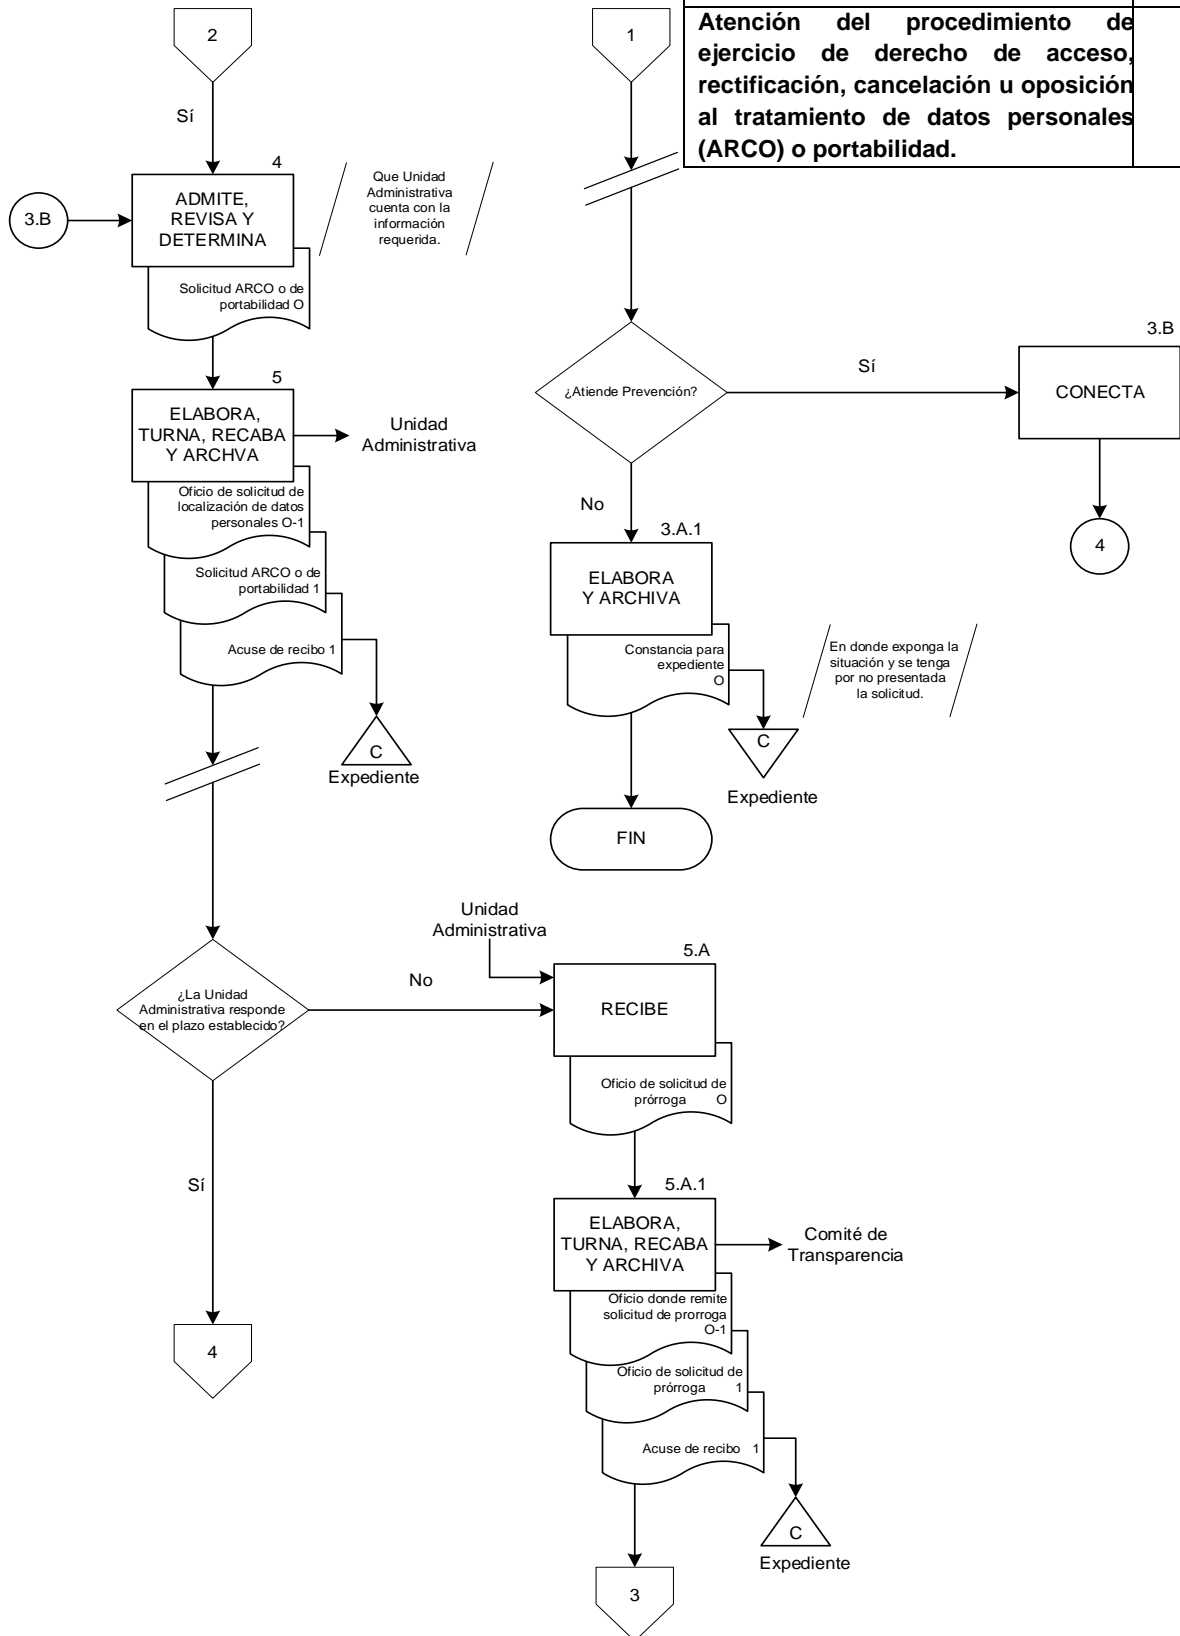 Atención del procedimiento de
ejercicio de derecho de acceso,
rectificación, cancelación u oposición
al tratamiento de datos personales
(ARCO) o portabilidad.
2
Sí
3.B
4
ADMITE,
REVISA Y
DETERMINA
Que Unidad
Administrativa
cuenta con la
información
requerida.
Solicitud ARCO o de
portabilidad O
5
ELABORA,
TURNA, RECABA
Y ARCHVA
Unidad
Administrativa
Oficio de solicitud de
localización de datos
personales O-1
Solicitud ARCO o de
portabilidad 1
Acuse de recibo 1
C
Expediente
¿La Unidad
Administrativa responde
en el plazo establecido?
No
Sí
4
1
¿Atiende Prevención?
Sí
3.B
CONECTA
4
No
3.A.1
ELABORA
Y ARCHIVA
Constancia para
expediente
O
En donde exponga la
situación y se tenga
por no presentada
la solicitud.
C
Expediente
FIN
Unidad
Administrativa
5.A
RECIBE
Oficio de solicitud de
prórroga O
5.A.1
ELABORA,
TURNA, RECABA
Y ARCHIVA
Comité de
Transparencia
Oficio donde remite
solicitud de prorroga
O-1
Oficio de solicitud de
prórroga 1
Acuse de recibo 1
C
Expediente
3